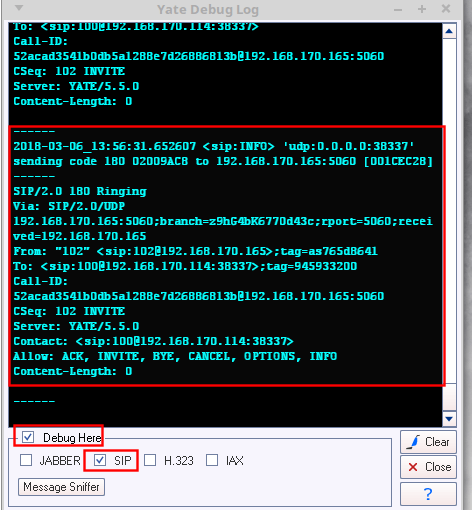 Yate Debug Log
To: <sip:100@192.168.170.114:38337>
Call-ID:
52acad3541b0db5a1288e7d26886813b@192.168.170.165:5060
CSeq: 102 INVITE
Server: YATE/5.5.0
Content-Length: 0
------
2018-03-06_13:56:31.652607 <sip:INFO> 'udp:0.0.0.0:38337'
sending code 180 02009AC8 to 192.168.170.165:5060 [001CEC28]
------
SIP/2.0 180 Ringing
Via: SIP/2.0/UDP
192.168.170.165:5060;branch=z9hG4bK6770d43c;rport=5060;recei
ved=192.168.170.165
From: "102" <sip:102@192.168.170.165>;tag=as765d8641
To: <sip:100@192.168.170.114:38337>;tag=945933200
Call-ID:
52acad3541b0db5a1288e7d26886813b@192.168.170.165:5060
CSeq: 102 INVITE
Server: YATE/5.5.0
Contact: <sip:100@192.168.170.114:38337>
Allow: ACK, INVITE, BYE, CANCEL, OPTIONS, INFO
Content-Length: 0
------
Debug Here
Clear
JABBER SIP H.323 IAX
Close
Message Sniffer
?